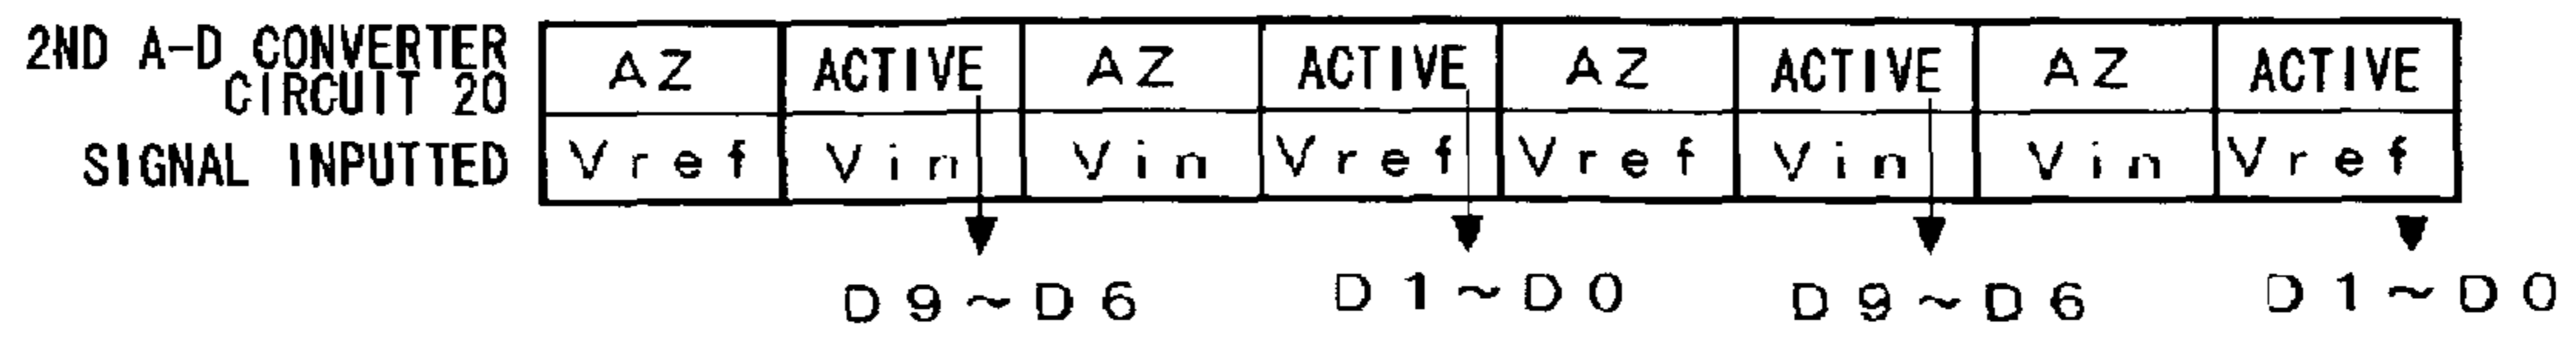 2ND A-D CONVERTER CIRCUIT 20 AZ ACTIVE AZ ACTIVE AZ ACTIVE AZ ACTIVE
SIGNAL INPUTTED Vref Vin Vin Vref Vref Vin Vin Vref
D9~D6 D1~D0 D9~D6 D1~D0